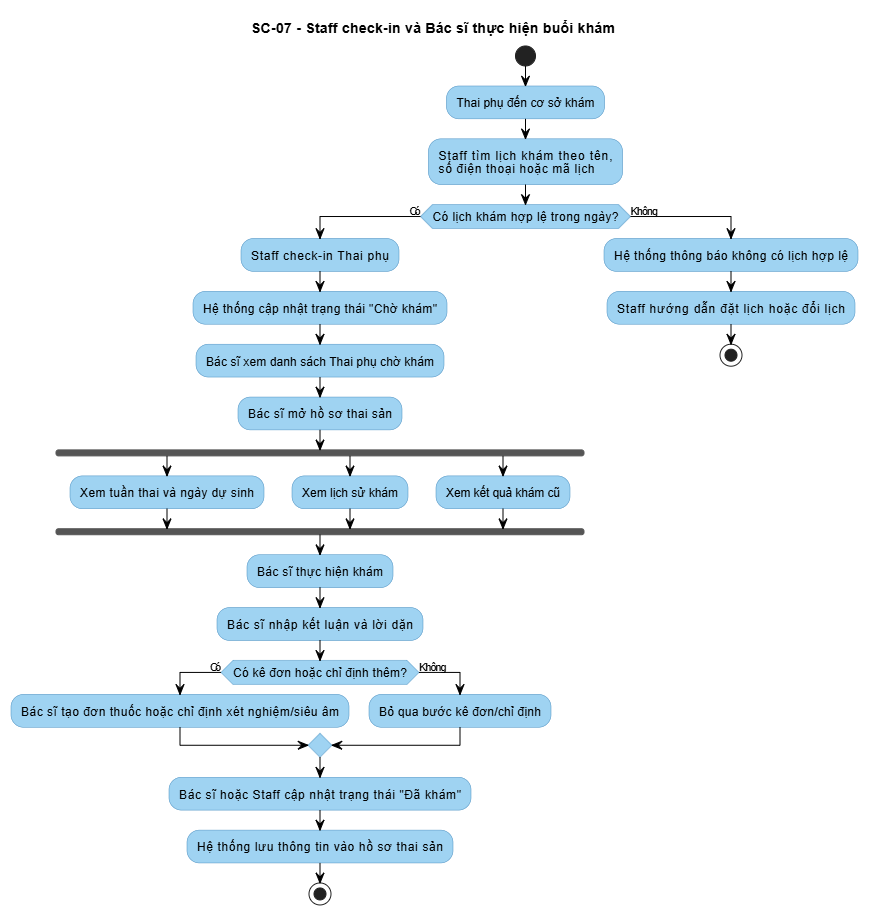 SC-07 - Staff check-in và Bác sĩ thực hiện buổi khám
Thai phụ đến cơ sở khám
Staff tìm lịch khám theo tên,
số điện thoại hoặc mã lịch
Có lịch khám hợp lệ trong ngày?
Có
Không
Staff check-in Thai phụ
Hệ thống thông báo không có lịch hợp lệ
Hệ thống cập nhật trạng thái "Chờ khám"
Staff hướng dẫn đặt lịch hoặc đổi lịch
Bác sĩ xem danh sách Thai phụ chờ khám
Bác sĩ mở hồ sơ thai sản
Xem tuần thai và ngày dự sinh
Xem lịch sử khám
Xem kết quả khám cũ
Bác sĩ thực hiện khám
Bác sĩ nhập kết luận và lời dặn
Có kê đơn hoặc chỉ định thêm?
Có
Không
Bác sĩ tạo đơn thuốc hoặc chỉ định xét nghiệm/siêu âm
Bỏ qua bước kê đơn/chỉ định
Bác sĩ hoặc Staff cập nhật trạng thái "Đã khám"
Hệ thống lưu thông tin vào hồ sơ thai sản